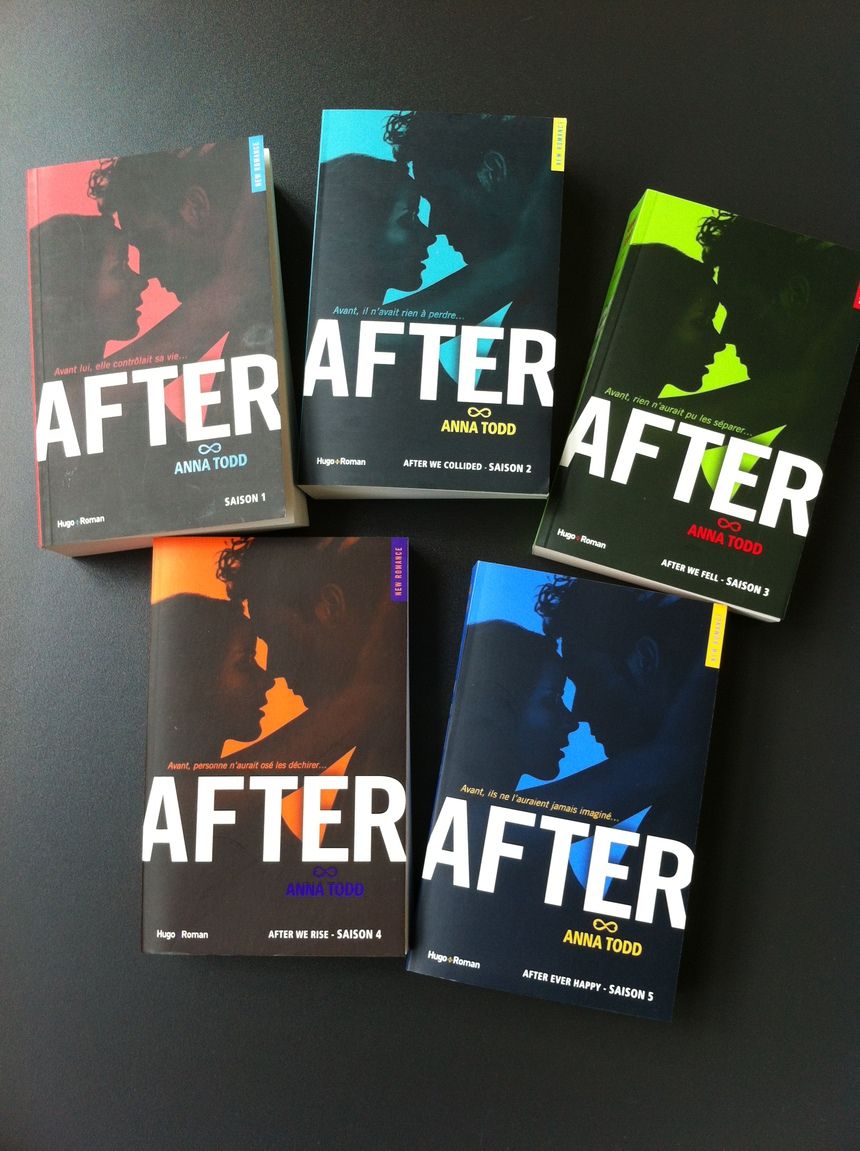 NEW ROMANCE
Avant lui, elle contrôlait sa vie...
AFTER
ANNA TODD
SAISON 1
Hugo+Roman
NEW ROMANCE
Avant, il n'avait rien à perdre...
AFTER
ANNA TODD
Hugo+Roman
AFTER WE COLLIDED - SAISON 2
Avant, rien n'aurait pu les séparer...
AFTER
ANNA TODD
Hugo+Roman
AFTER WE FELL - SAISON 3
NEW ROMANCE
Avant, personne n'aurait osé les déchirer...
AFTER
ANNA TODD
Hugo Roman
AFTER WE RISE - SAISON 4
NEW ROMANCE
Avant, ils ne l'auraient jamais imaginé...
AFTER
ANNA TODD
Hugo+Roman
AFTER EVER HAPPY - SAISON 5